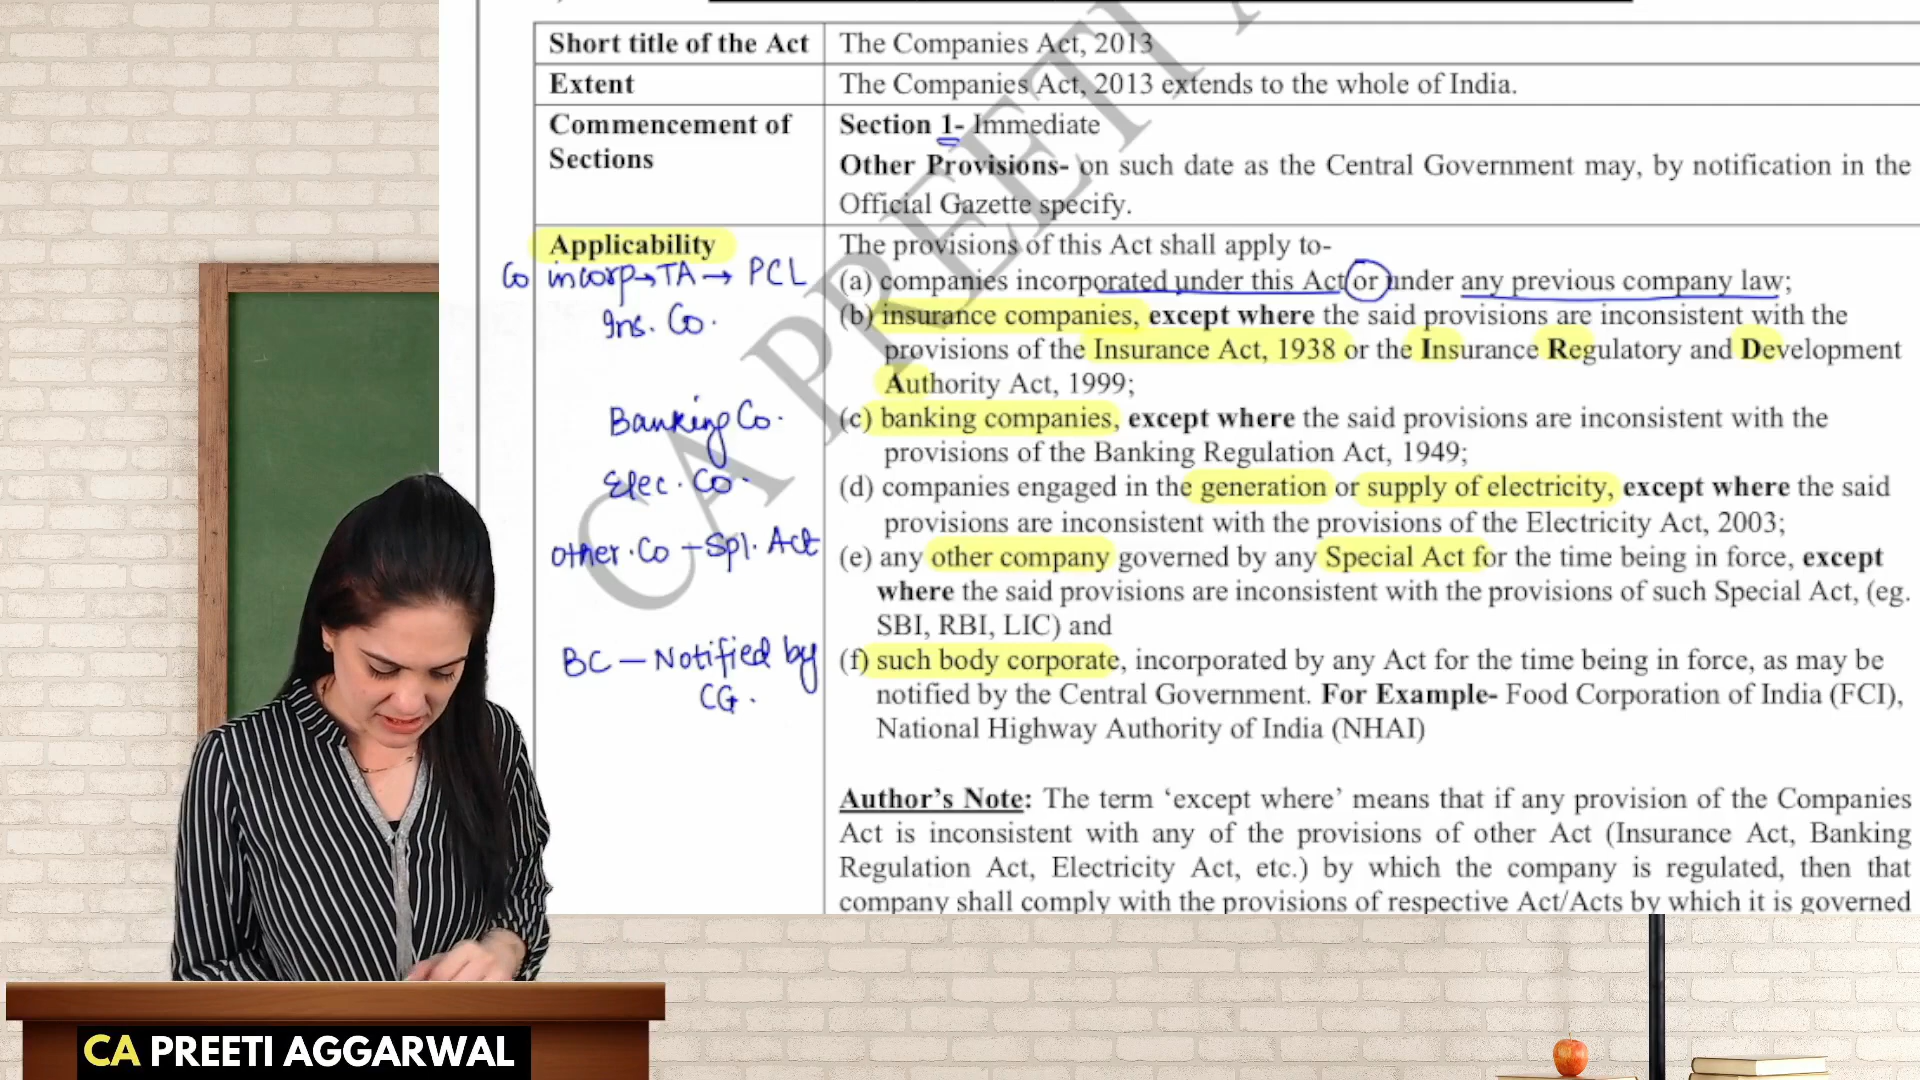 Short title of the Act The Companies Act, 2013
Extent The Companies Act, 2013 extends to the whole of India.
Commencement of Sections
Section 1- Immediate
Other Provisions- on such date as the Central Government may, by notification in the
Official Gazette specify.
Applicability
Co incorp→TA → PCL
Ins. Co.
Banking Co.
Elec. Co.
Other. Co - Spl. Act
BC - Notified by
CG.
The provisions of this Act shall apply to-
(a) companies incorporated under this Act or under any previous company law;
(b) insurance companies, except where the said provisions are inconsistent with the
provisions of the Insurance Act, 1938 or the Insurance Regulatory and Development
Authority Act, 1999;
(c) banking companies, except where the said provisions are inconsistent with the
provisions of the Banking Regulation Act, 1949;
(d) companies engaged in the generation or supply of electricity, except where the said
provisions are inconsistent with the provisions of the Electricity Act, 2003;
(e) any other company governed by any Special Act for the time being in force, except
where the said provisions are inconsistent with the provisions of such Special Act, (eg.
SBI, RBI, LIC) and
(f) such body corporate, incorporated by any Act for the time being in force, as may be
notified by the Central Government. For Example- Food Corporation of India (FCI),
National Highway Authority of India (NHAI)
Author's Note: The term 'except where' means that if any provision of the Companies
Act is inconsistent with any of the provisions of other Act (Insurance Act, Banking
Regulation Act, Electricity Act, etc.) by which the company is regulated, then that
company shall comply with the provisions of respective Act/Acts by which it is governed
CA PREETI A
CA PREETI AGGARWAL